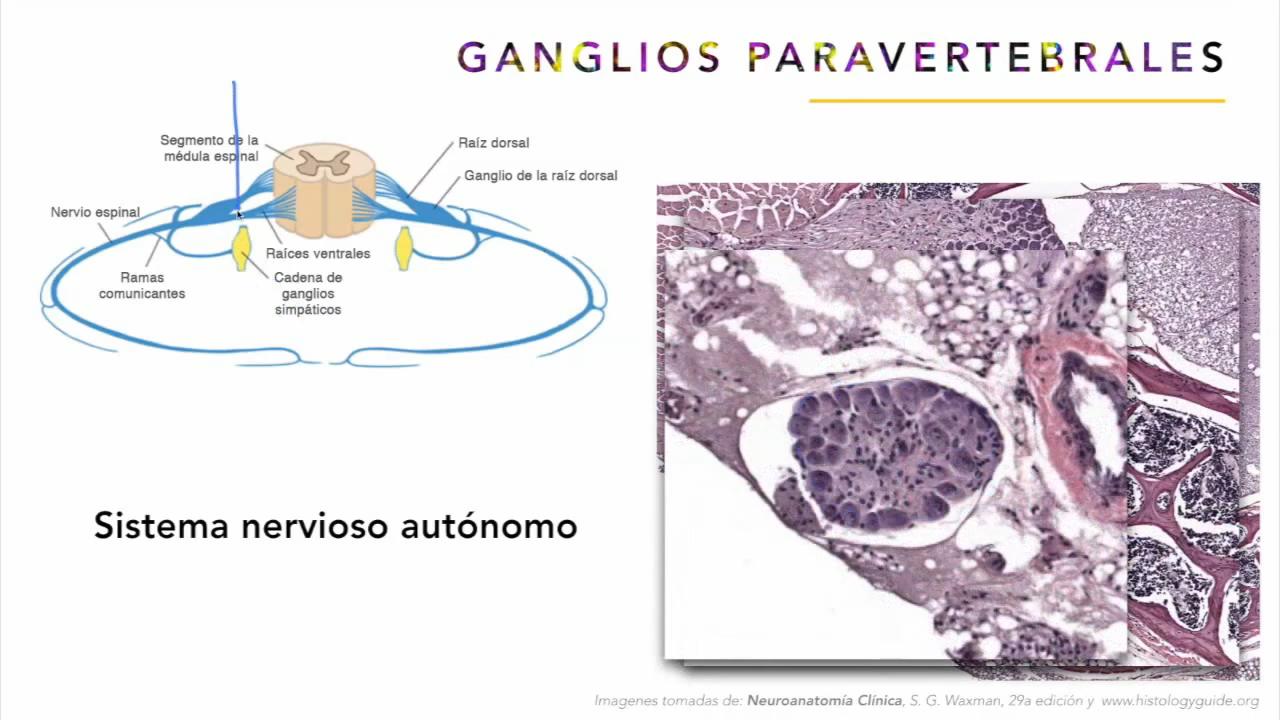 GANGLIOS PARAVERTEBRALES
Segmento de la
médula espinal
Raíz dorsal
Ganglio de la raíz dorsal
Nervio espinal
Raíces ventrales
Ramas
comunicantes
Cadena de
ganglios
simpáticos
Sistema nervioso autónomo
Imagenes tomadas de: Neuroanatomía Clínica, S. G. Waxman, 29a edición y www.histologyguide.org